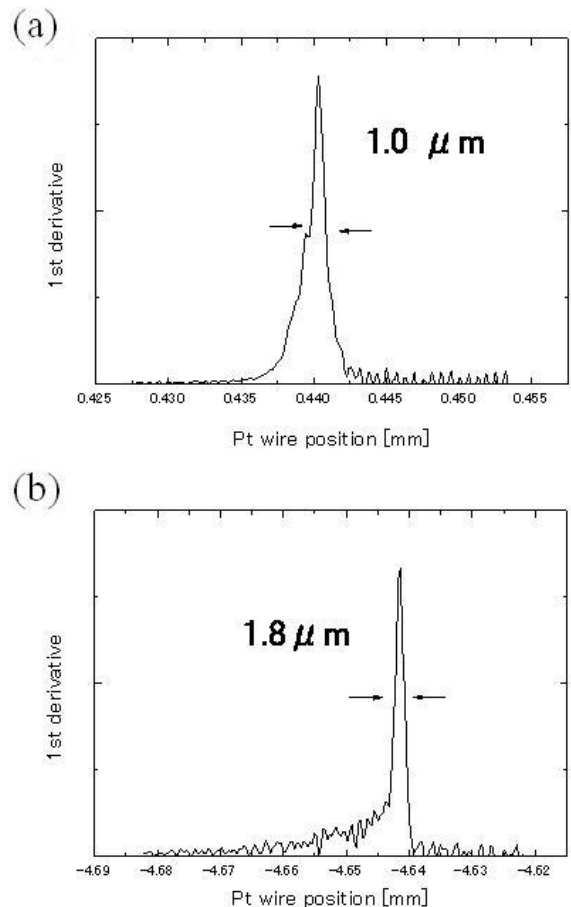 (a)
1.0 μm
1st derivative
0.425 0.430 0.435 0.440 0.445 0.450 0.455
Pt wire position [mm]
(b)
1.8 μm
1st derivative
−4.69 −4.68 −4.67 −4.66 −4.65 −4.64 −4.63 −4.62
Pt wire position [mm]